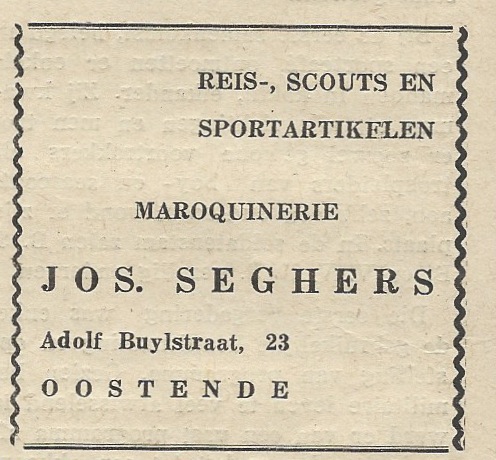 REIS-, SCOUTS EN
SPORTARTIKELEN
MAROQUINERIE
JOS. SEGHERS
Adolf Buylstraat, 23
OOSTENDE